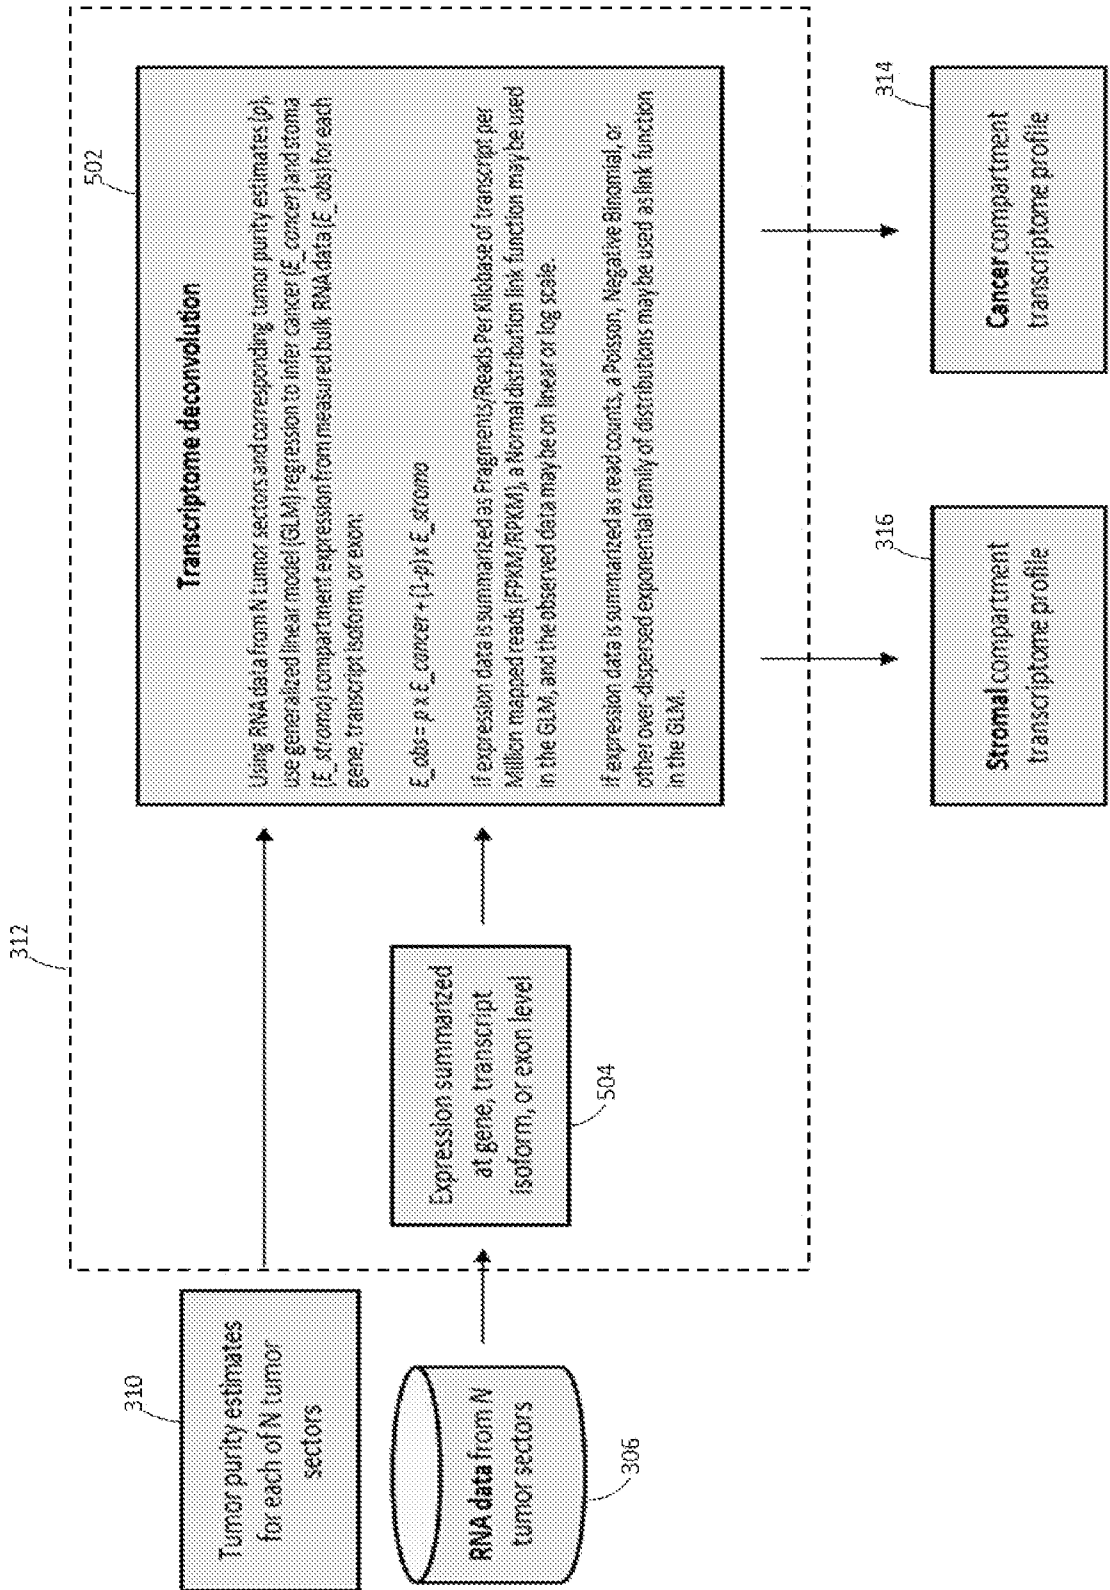 312
310
Tumor purity estimates
for each of N tumor
sectors
RNA data from N
tumor sectors
306
Expression summarized
at gene, transcript
isoform, or exon level
504
502
Transcriptome deconvolution
Using RNA data from N tumor sectors and corresponding tumor purity estimates (p),
use generalized linear model (GLM) regression to infer cancer (E_cancer) and stoma
(E_stroma) compartment expression from measured bulk RNA data (E_obs) for each
gene, transcript isoform, or exon:
E_obs = p x E_cancer + (1-p) x E_stroma
If expression data is summarized as Fragments/Reads Per Kilobase of transcript per
Million mapped reads (FPKM/RPKM), a Normal distribution link function may be used
in the GLM, and the observed data may be on linear or log scale.
If expression data is summarized as read counts, a Poisson, Negative Binomial, or
other over-dispersed exponential family of distributions may be used as link function
in the GLM.
316
Stromal compartment
transcriptome profile
314
Cancer compartment
transcriptome profile